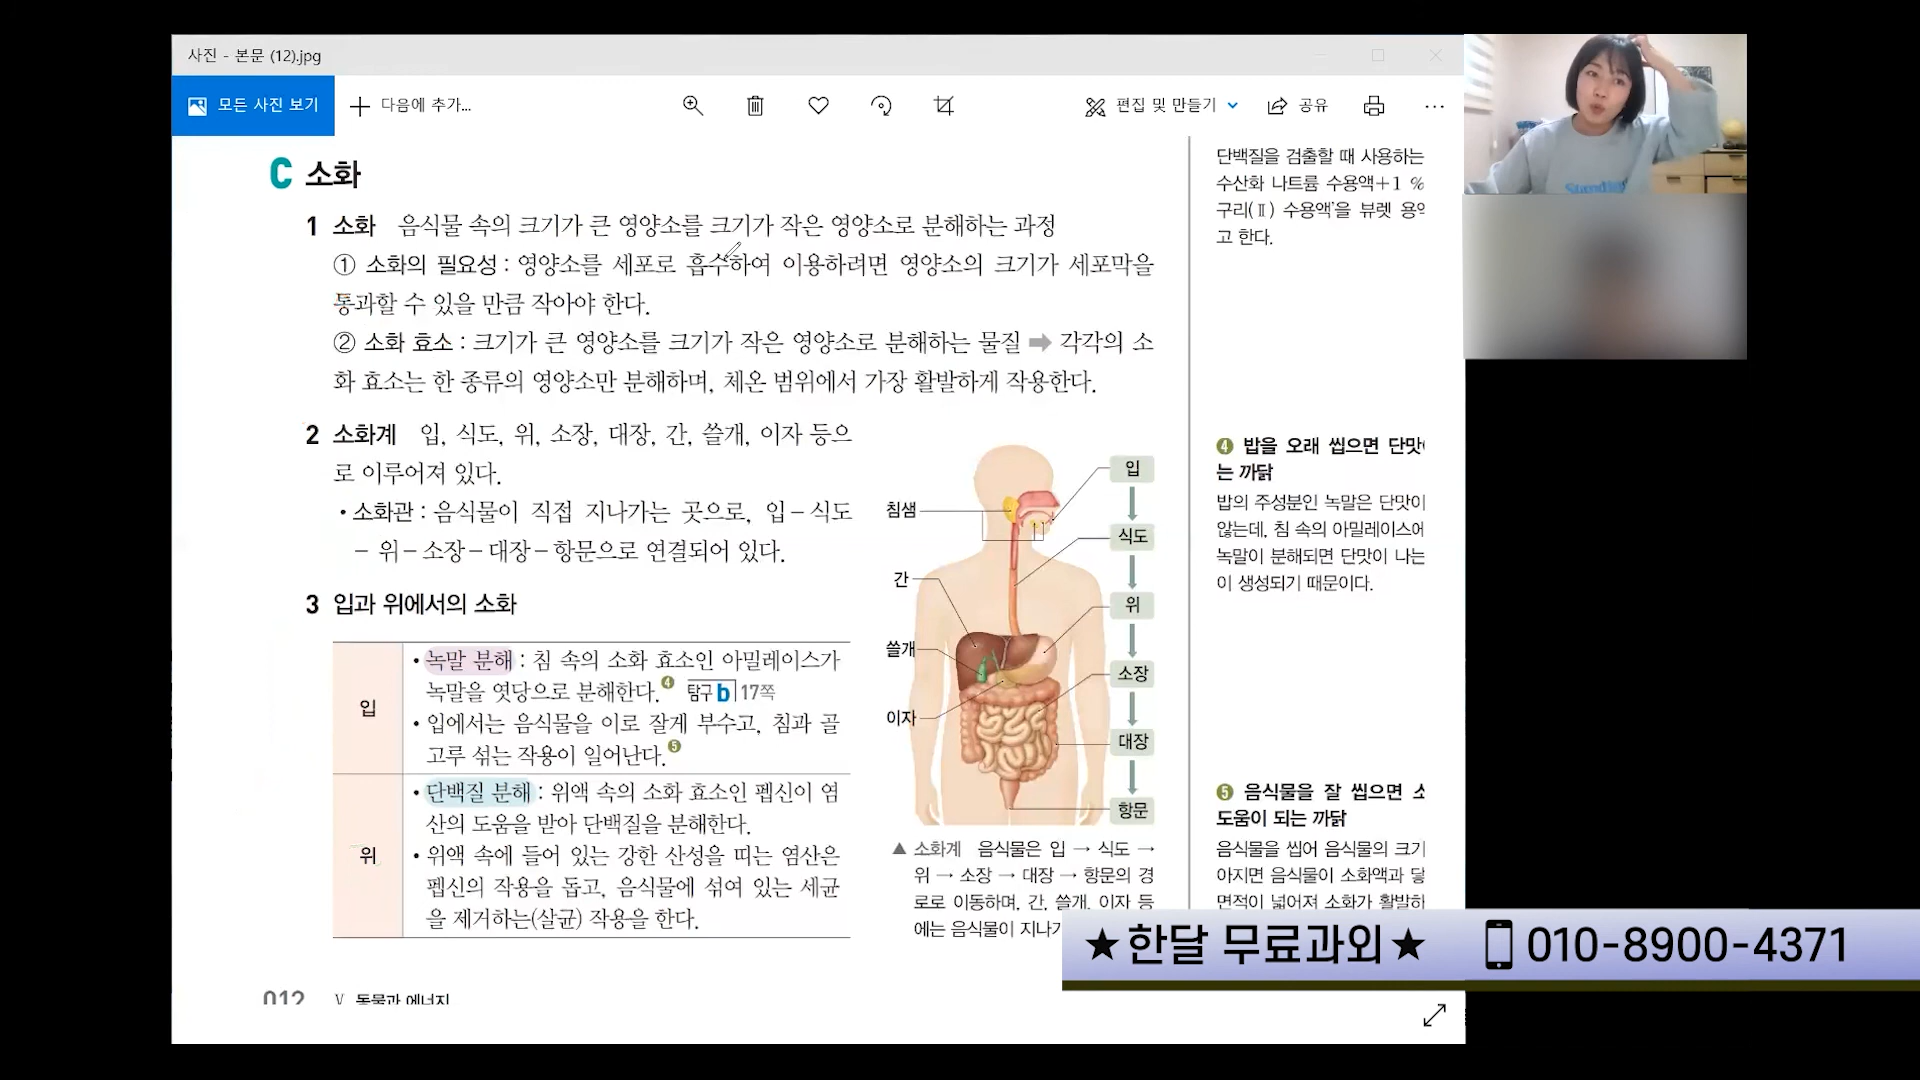 사진 - 본문 (12).jpg
모든 사진 보기
다음에 추가...
편집 및 만들기
공유
C 소화
1 소화 음식물 속의 크기가 큰 영양소를 크기가 작은 영양소로 분해하는 과정
① 소화의 필요성 : 영양소를 세포로 흡수하여 이용하려면 영양소의 크기가 세포막을
통과할 수 있을 만큼 작아야 한다.
② 소화 효소 : 크기가 큰 영양소를 크기가 작은 영양소로 분해하는 물질 ➡ 각각의 소
화 효소는 한 종류의 영양소만 분해하며, 체온 범위에서 가장 활발하게 작용한다.
2 소화계 입, 식도, 위, 소장, 대장, 간, 쓸개, 이자 등으
로 이루어져 있다.
• 소화관 : 음식물이 직접 지나가는 곳으로, 입 – 식도
– 위 – 소장 – 대장 – 항문으로 연결되어 있다.
3 입과 위에서의 소화
입
• 녹말 분해 : 침 속의 소화 효소인 아밀레이스가
녹말을 엿당으로 분해한다.❹ 탐구 b 17쪽
• 입에서는 음식물을 이로 잘게 부수고, 침과 골
고루 섞는 작용이 일어난다.❺
위
• 단백질 분해 : 위액 속의 소화 효소인 펩신이 염
산의 도움을 받아 단백질을 분해한다.
• 위액 속에 들어 있는 강한 산성을 띠는 염산은
펩신의 작용을 돕고, 음식물에 섞여 있는 세균
을 제거하는(살균) 작용을 한다.
침샘
간
쓸개
이자
입
식도
위
소장
대장
항문
▲ 소화계 음식물은 입 → 식도 →
위 → 소장 → 대장 → 항문의 경
로로 이동하며, 간, 쓸개, 이자 등
에는 음식물이 지나가
단백질을 검출할 때 사용하는
수산화 나트륨 수용액+1 %
구리(Ⅱ) 수용액'을 뷰렛 용액
고 한다.
❹ 밥을 오래 씹으면 단맛이
는 까닭
밥의 주성분인 녹말은 단맛이
않는데, 침 속의 아밀레이스에
녹말이 분해되면 단맛이 나는
이 생성되기 때문이다.
❺ 음식물을 잘 씹으면 소
도움이 되는 까닭
음식물을 씹어 음식물의 크기
아지면 음식물이 소화액과 닿
면적이 넓어져 소화가 활발하
012 Ⅴ 동물과 에너지
★한달 무료과외★ 010-8900-4371